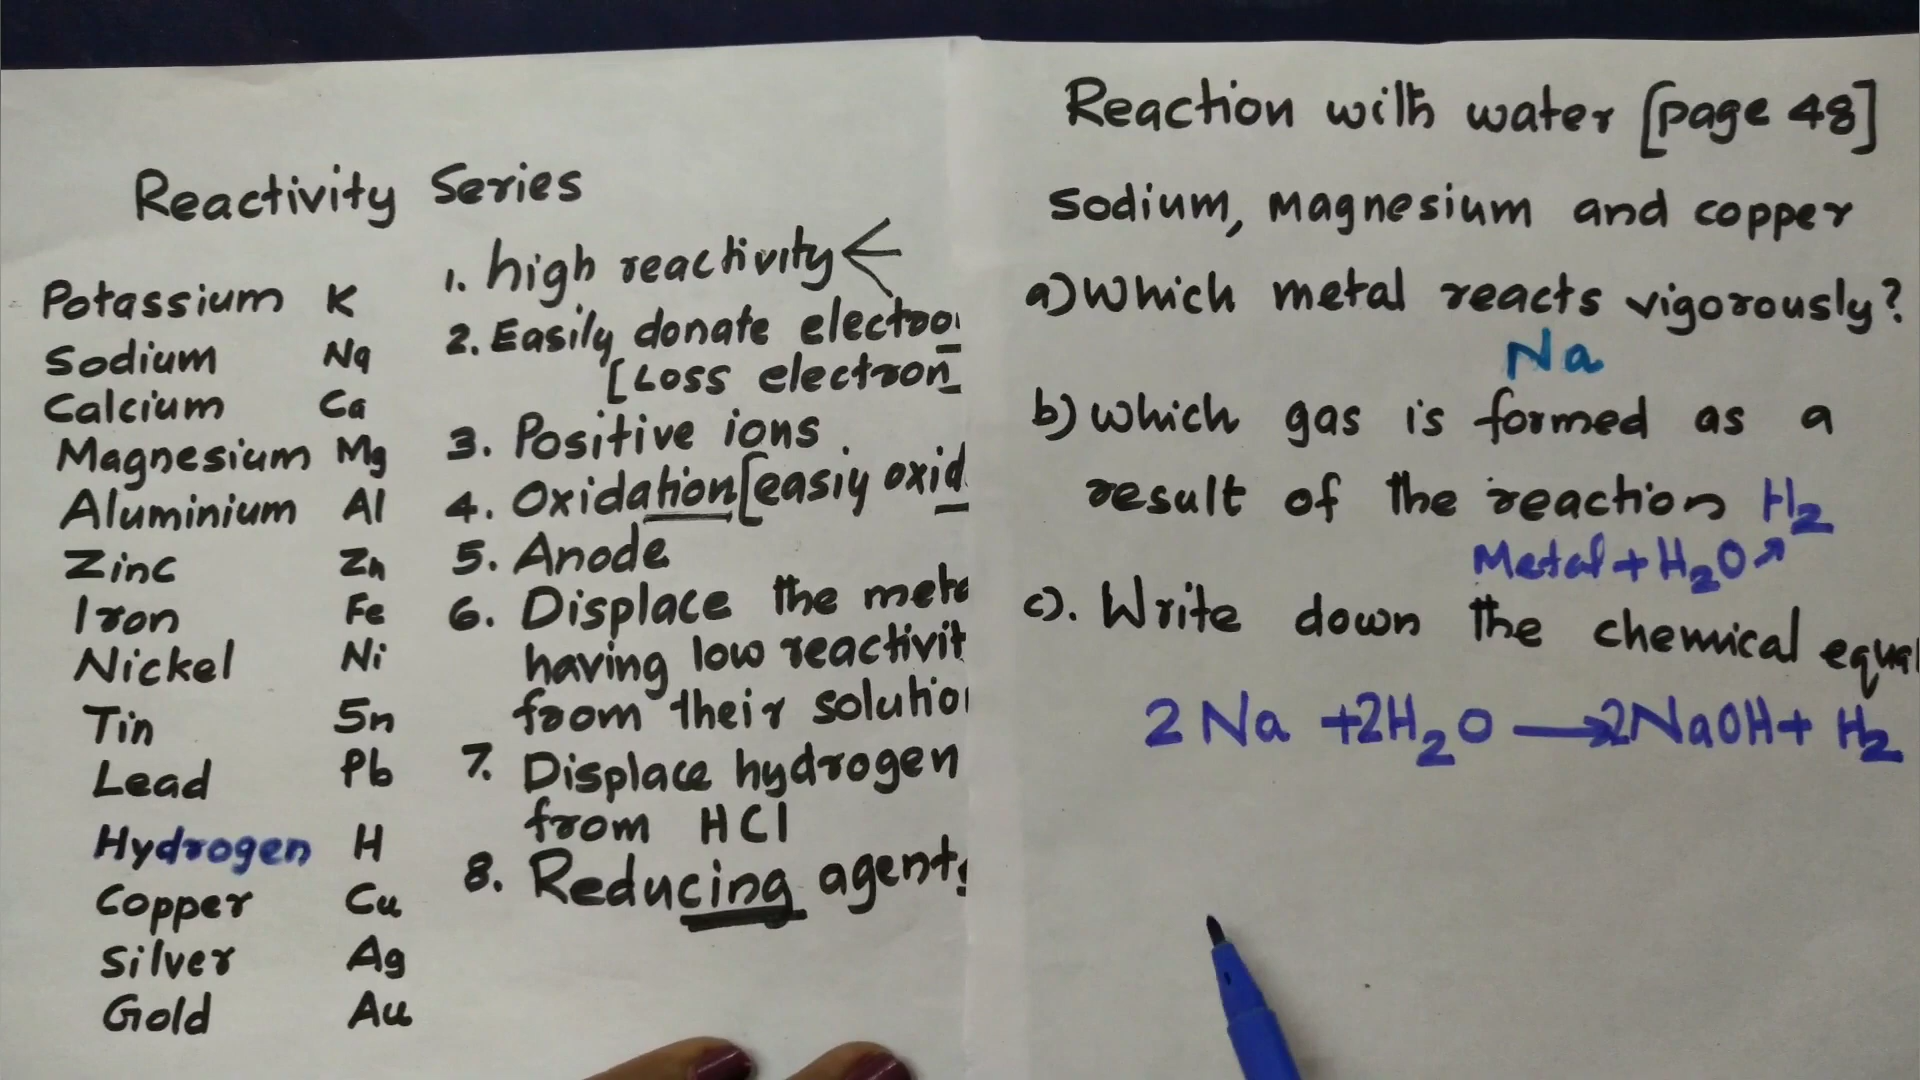 Reactivity Series
Potassium K
Sodium Na
Calcium Ca
Magnesium Mg
Aluminium Al
Zinc Zn
Iron Fe
Nickel Ni
Tin Sn
Lead Pb
Hydrogen H
Copper Cu
Silver Ag
Gold Au
1. high reactivity
2. Easily donate electro
[Loss electron
3. Positive ions
4. Oxidation [easiy oxid
5. Anode
6. Displace the meta
having low reactivit
from their solutio
7. Displace hydrogen
from HCl
8. Reducing agent
Reaction with water [page 48]
Sodium, Magnesium and copper
a) Which metal reacts vigorously?
Na
b) which gas is formed as a
result of the reaction H₂
Metal + H₂O ↗
c). Write down the chemical equa
2 Na + 2H₂O → 2NaOH + H₂